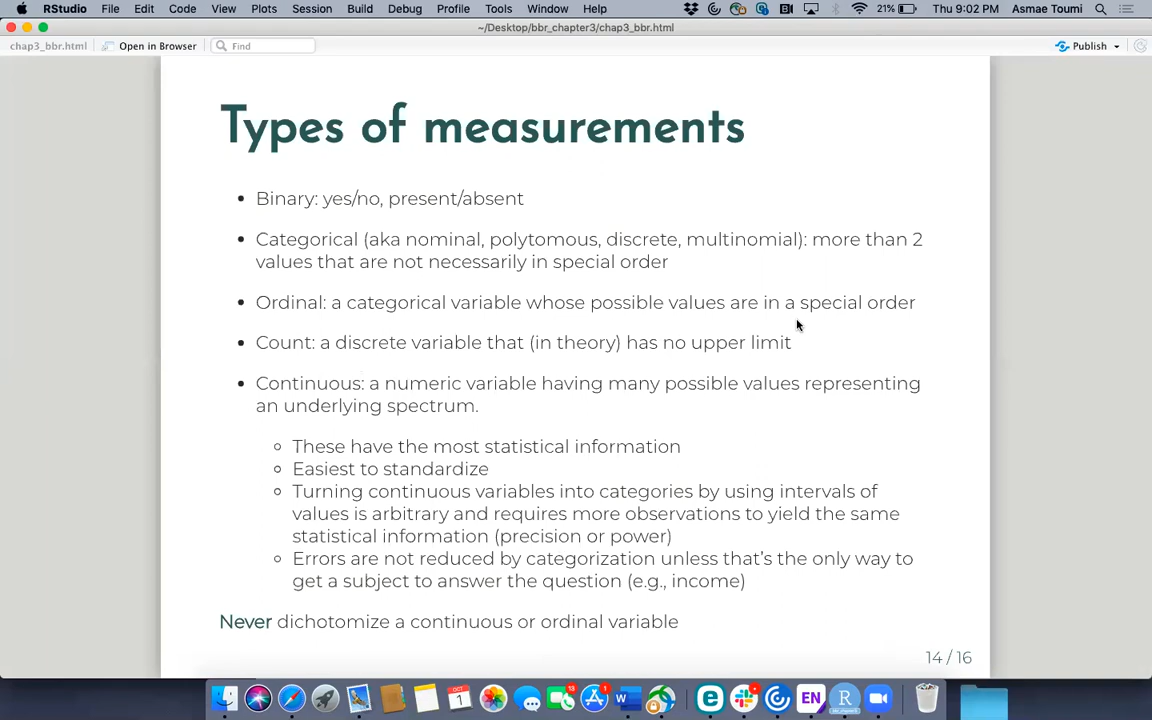 RStudio File Edit Code View Plots Session Build Debug Profile Tools Window Help 21% Thu 9:02 PM Asmae Toumi
~/Desktop/bbr_chapter3/chap3_bbr.html
chap3_bbr.html Open in Browser Find Publish
Types of measurements
• Binary: yes/no, present/absent
• Categorical (aka nominal, polytomous, discrete, multinomial): more than 2
values that are not necessarily in special order
• Ordinal: a categorical variable whose possible values are in a special order
• Count: a discrete variable that (in theory) has no upper limit
• Continuous: a numeric variable having many possible values representing
an underlying spectrum.
◦ These have the most statistical information
◦ Easiest to standardize
◦ Turning continuous variables into categories by using intervals of
values is arbitrary and requires more observations to yield the same
statistical information (precision or power)
◦ Errors are not reduced by categorization unless that's the only way to
get a subject to answer the question (e.g., income)
Never dichotomize a continuous or ordinal variable
14 / 16
OCT 1 13 1 W e EN R